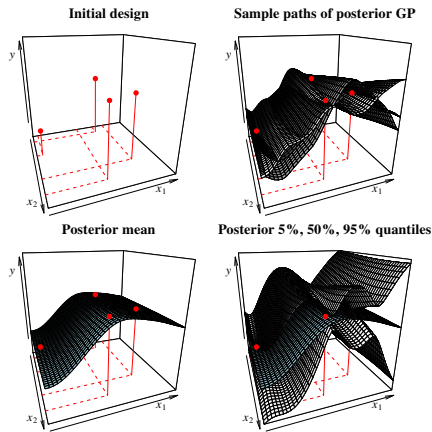 Initial design
Sample paths of posterior GP
y
x2
x1
y
x2
x1
Posterior mean
Posterior 5%, 50%, 95% quantiles
y
x2
x1
y
x2
x1